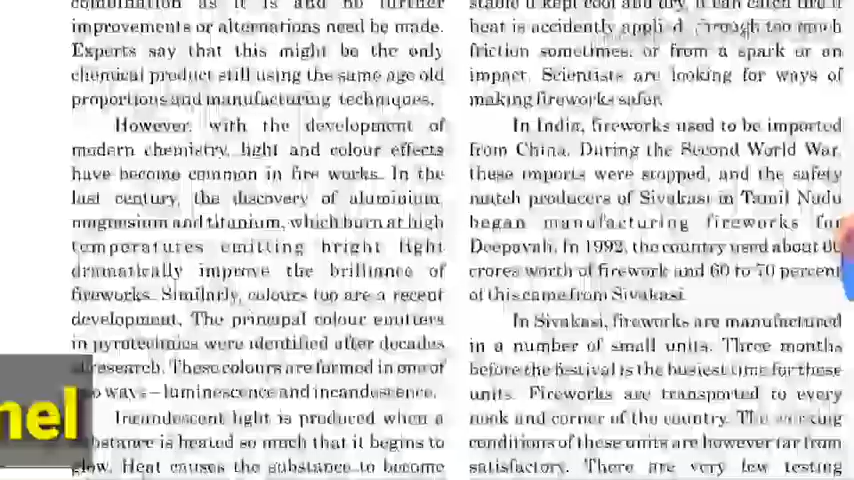 combination as it is and no further
improvements or alternations need be made.
Experts say that this might be the only
chemical product still using the same age old
proportions and manufacturing techniques.
However, with the development of
modern chemistry, light and colour effects
have become common in fire works. In the
last century, the discovery of aluminium,
magnesium and titanium, which burn at high
temperatures emitting bright light
dramatically improve the brilliance of
fireworks. Similarly, colours too are a recent
development. The principal colour emitters
in pyrotechnics were identified after decades
research. These colours are formed in one of
ways – luminescence and incandescence.
Incandescent light is produced when a
substance is heated so much that it begins to
glow. Heat causes the substance to become
nel
stable if kept cool and dry, it can catch fire if
heat is accidently applied through too much
friction sometimes, or from a spark or an
impact. Scientists are looking for ways of
making fireworks safer.
In India, fireworks used to be imported
from China. During the Second World War,
these imports were stopped, and the safety
match producers of Sivakasi in Tamil Nadu
began manufacturing fireworks for
Deepavali. In 1992, the country used about
crores worth of firework and 60 to 70 percent
of this came from Sivakasi.
In Sivakasi, fireworks are manufactured
in a number of small units. Three months
before the festival is the busiest time for these
units. Fireworks are transported to every
nook and corner of the country. The working
conditions of these units are however far from
satisfactory. There are very few testing